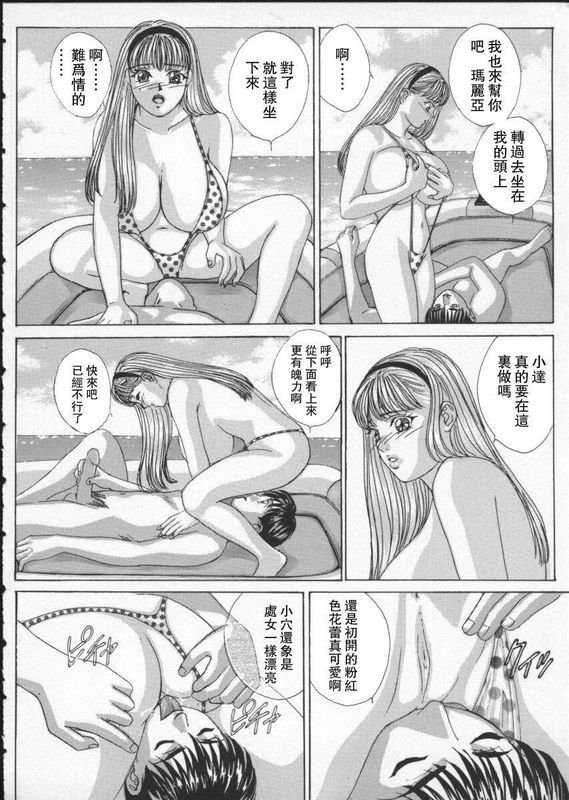 我也來幫你
吧 瑪麗亞
轉過去坐在
我的頭上
啊……
對了
就這樣坐
下來
啊……
難爲情的
……
小達
真的要在這
裏做嗎
呼呼
從下面看上來
更有魄力啊
快來吧
已經不行了
還是初開的粉紅
色花蕾真可愛啊
クイッ
小穴還象是
處女一樣漂亮
ピチャ
ピチャ